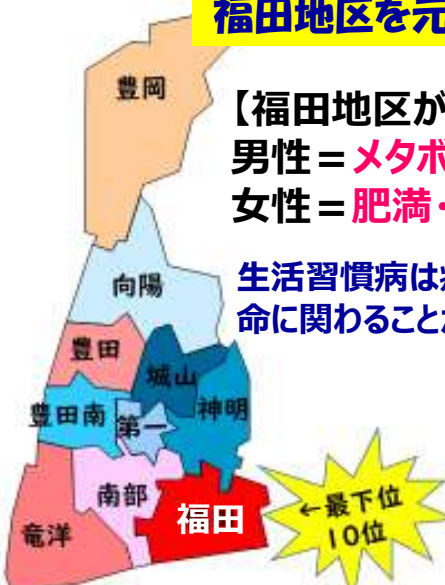 福田地区を元
【福田地区が
男性＝メタボ
女性＝肥満・
生活習慣病は
命に関わること
豊岡
向陽
豊田
城山
豊田南
第一
神明
南部
福田
竜洋
←最下位
10位